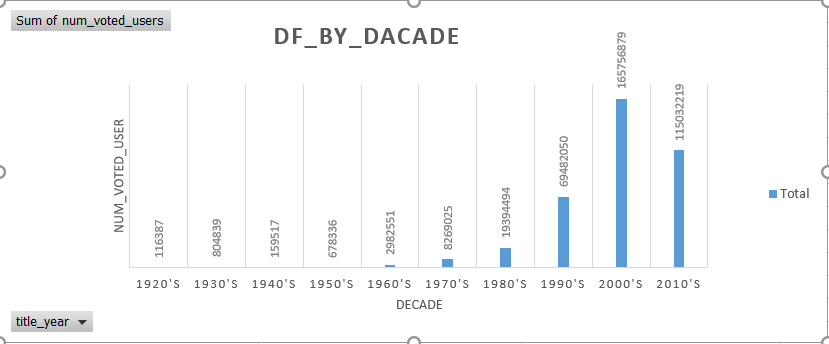 Sum of num_voted_users
DF_BY_DACADE
NUM_VOTED_USER
116387
804839
159517
678336
2982551
8269025
19394494
69482050
165756879
115032219
Total
1920'S 1930'S 1940'S 1950'S 1960'S 1970'S 1980'S 1990'S 2000'S 2010'S
DECADE
title_year